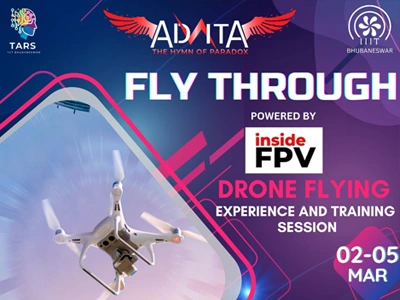 TARS
IIIT BHUBANESWAR
ADVITA
THE HYMN OF PARADOX
IIIT
BHUBANESWAR
FLY THROUGH
POWERED BY
inside
FPV
DRONE FLYING
EXPERIENCE AND TRAINING
SESSION
02-05
MAR